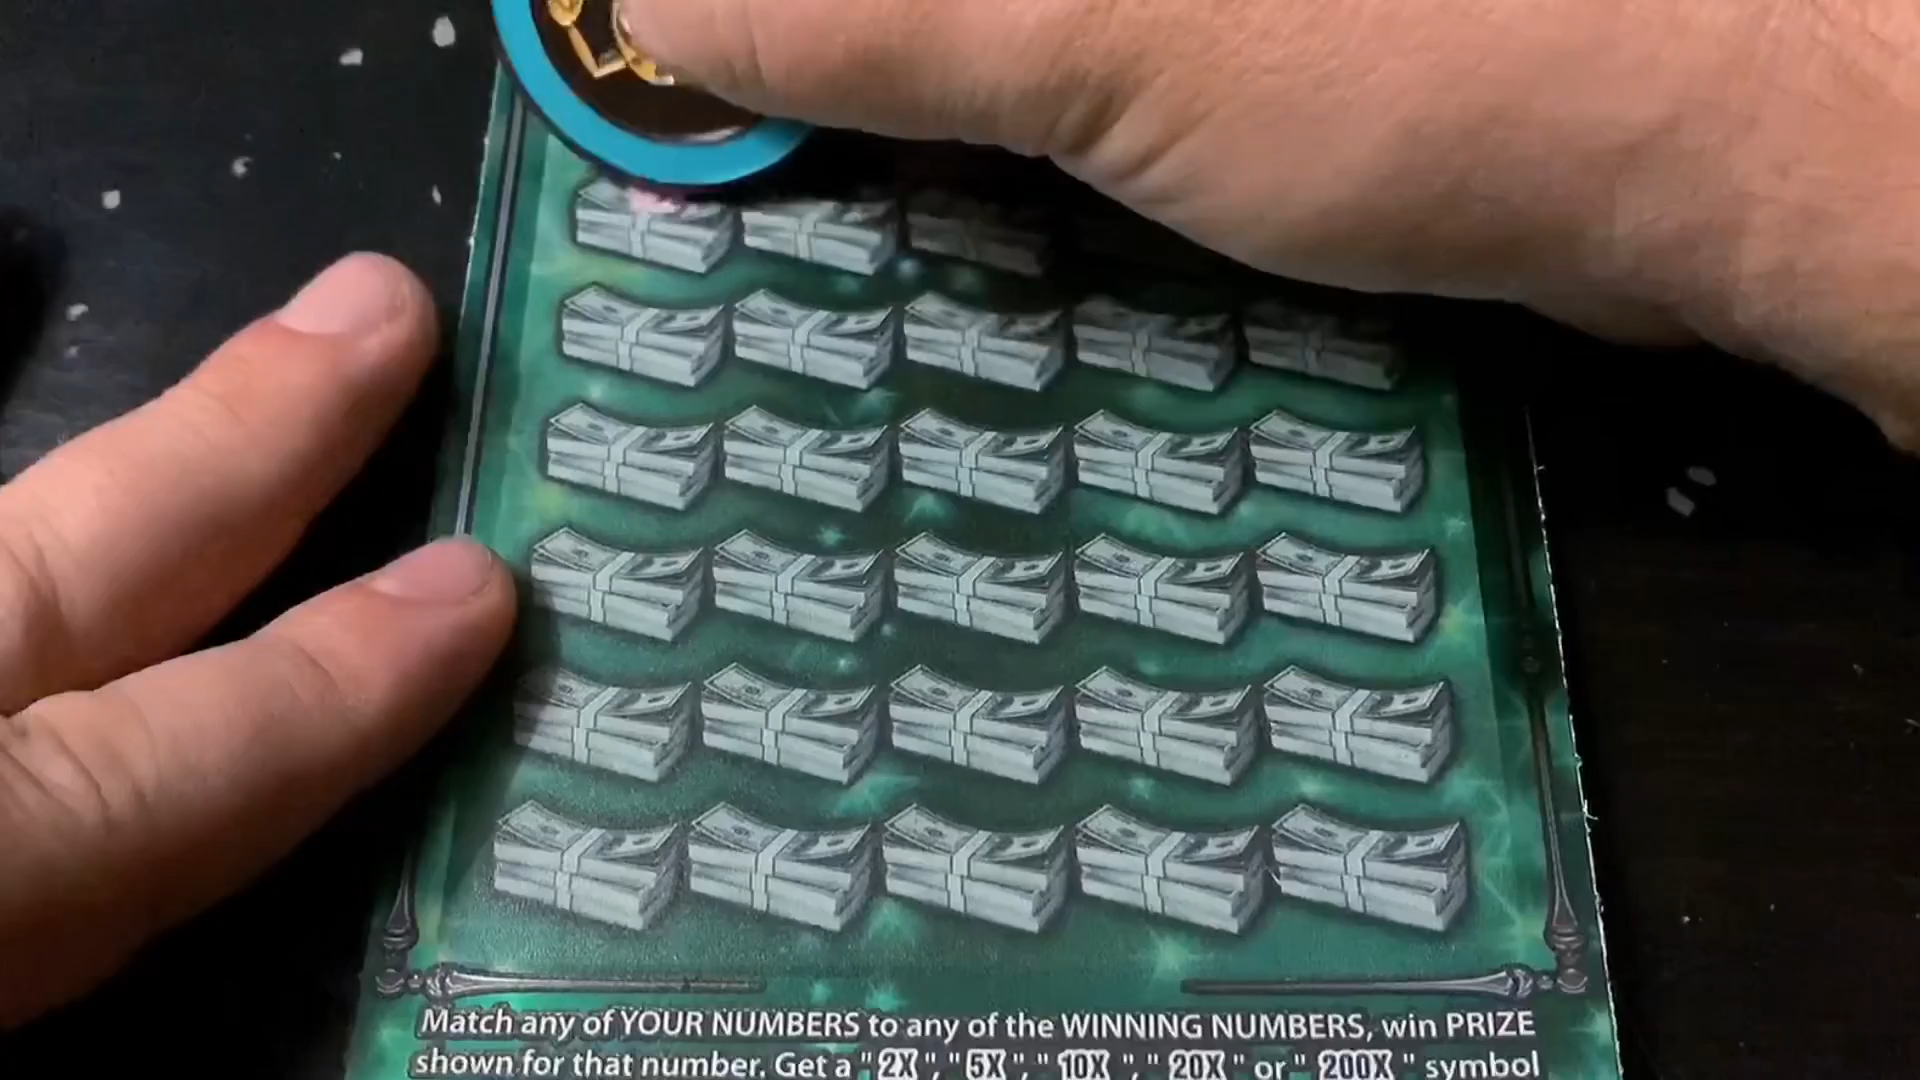 Match any of YOUR NUMBERS to any of the WINNING NUMBERS, win PRIZE
shown for that number. Get a "2X", "5X", "10X", "20X" or "200X" symbol